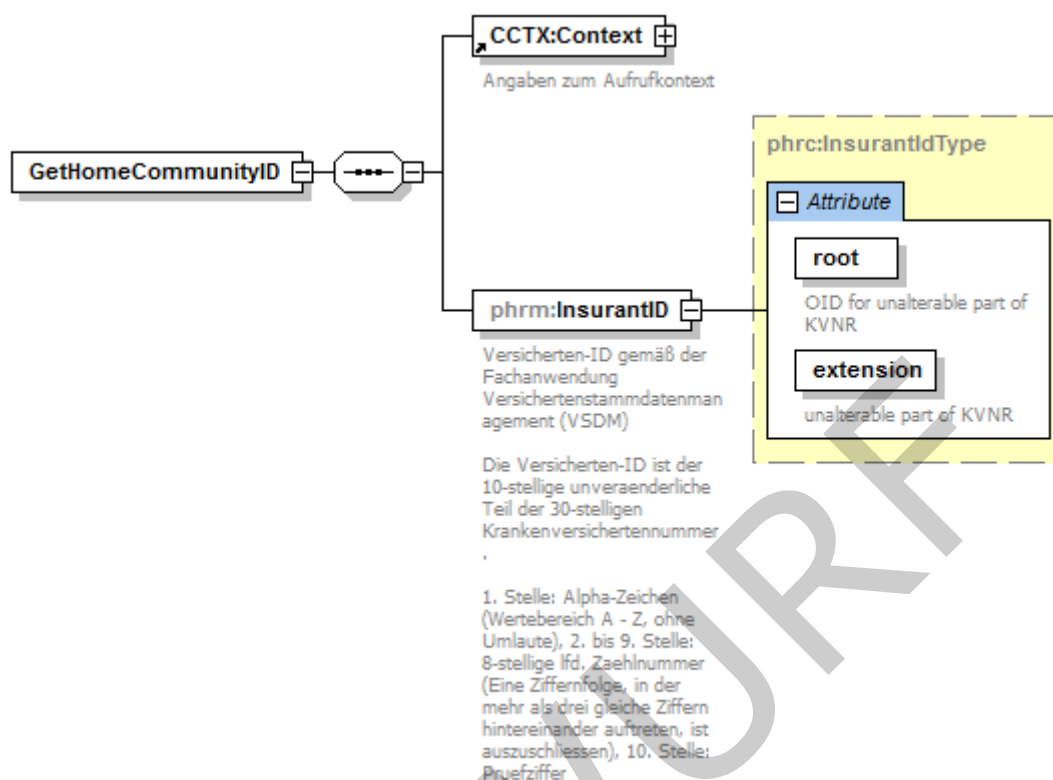 CCTX:Context
Angaben zum Aufrufkontext
GetHomeCommunityID
phrc:InsurantIdType
Attribute
root
OID for unalterable part of
KVNR
extension
unalterable part of KVNR
phrm:InsurantID
Versicherten-ID gemäß der
Fachanwendung
Versichertenstammdatenman
agement (VSDM)
Die Versicherten-ID ist der
10-stellige unveraenderliche
Teil der 30-stelligen
Krankenversichertennummer
.
1. Stelle: Alpha-Zeichen
(Wertebereich A - Z, ohne
Umlaute), 2. bis 9. Stelle:
8-stellige lfd. Zaehlnummer
(Eine Ziffernfolge, in der
mehr als drei gleiche Ziffern
hintereinander auftreten, ist
auszuschliessen), 10. Stelle:
Pruefziffer
WURF